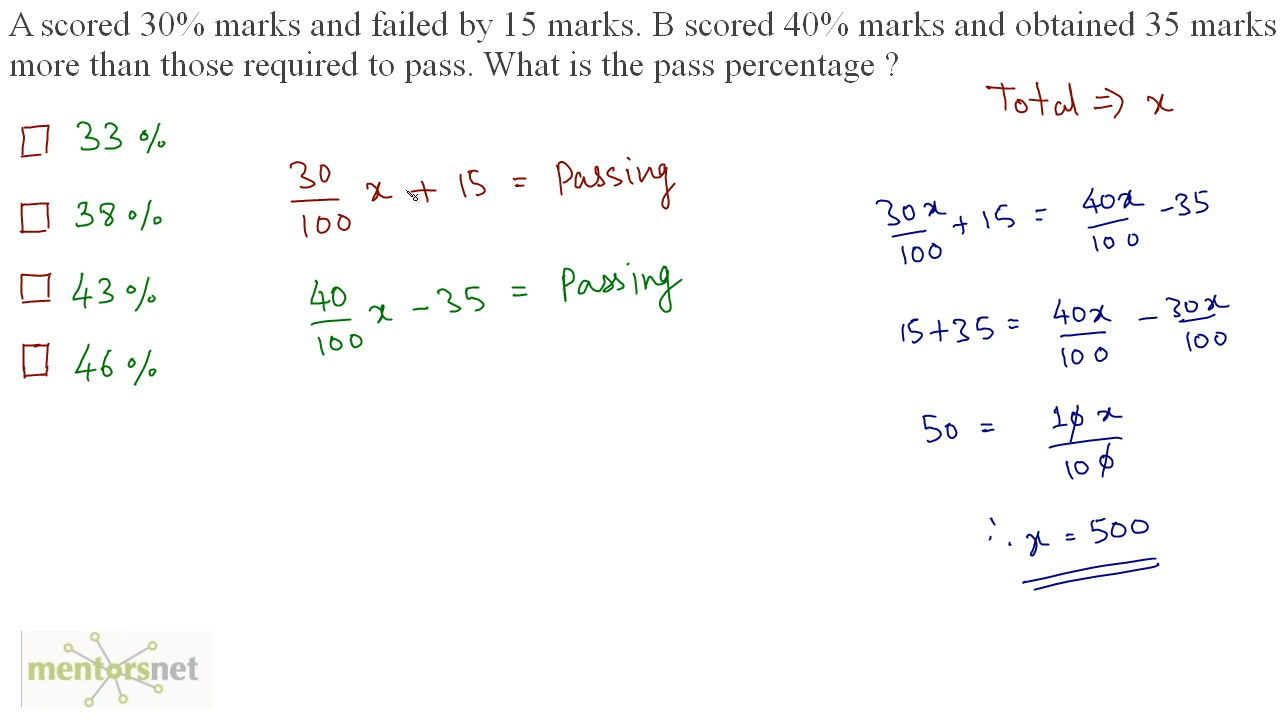 A scored 30% marks and failed by 15 marks. B scored 40% marks and obtained 35 marks
more than those required to pass. What is the pass percentage ?
Total ⇒ x
33 %
38 %
43 %
46 %
30/100 x + 15 = Passing
40/100 x - 35 = Passing
30x/100 + 15 = 40x/100 - 35
15 + 35 = 40x/100 - 30x/100
50 = 10x/100
∴ x = 500
mentorsnet